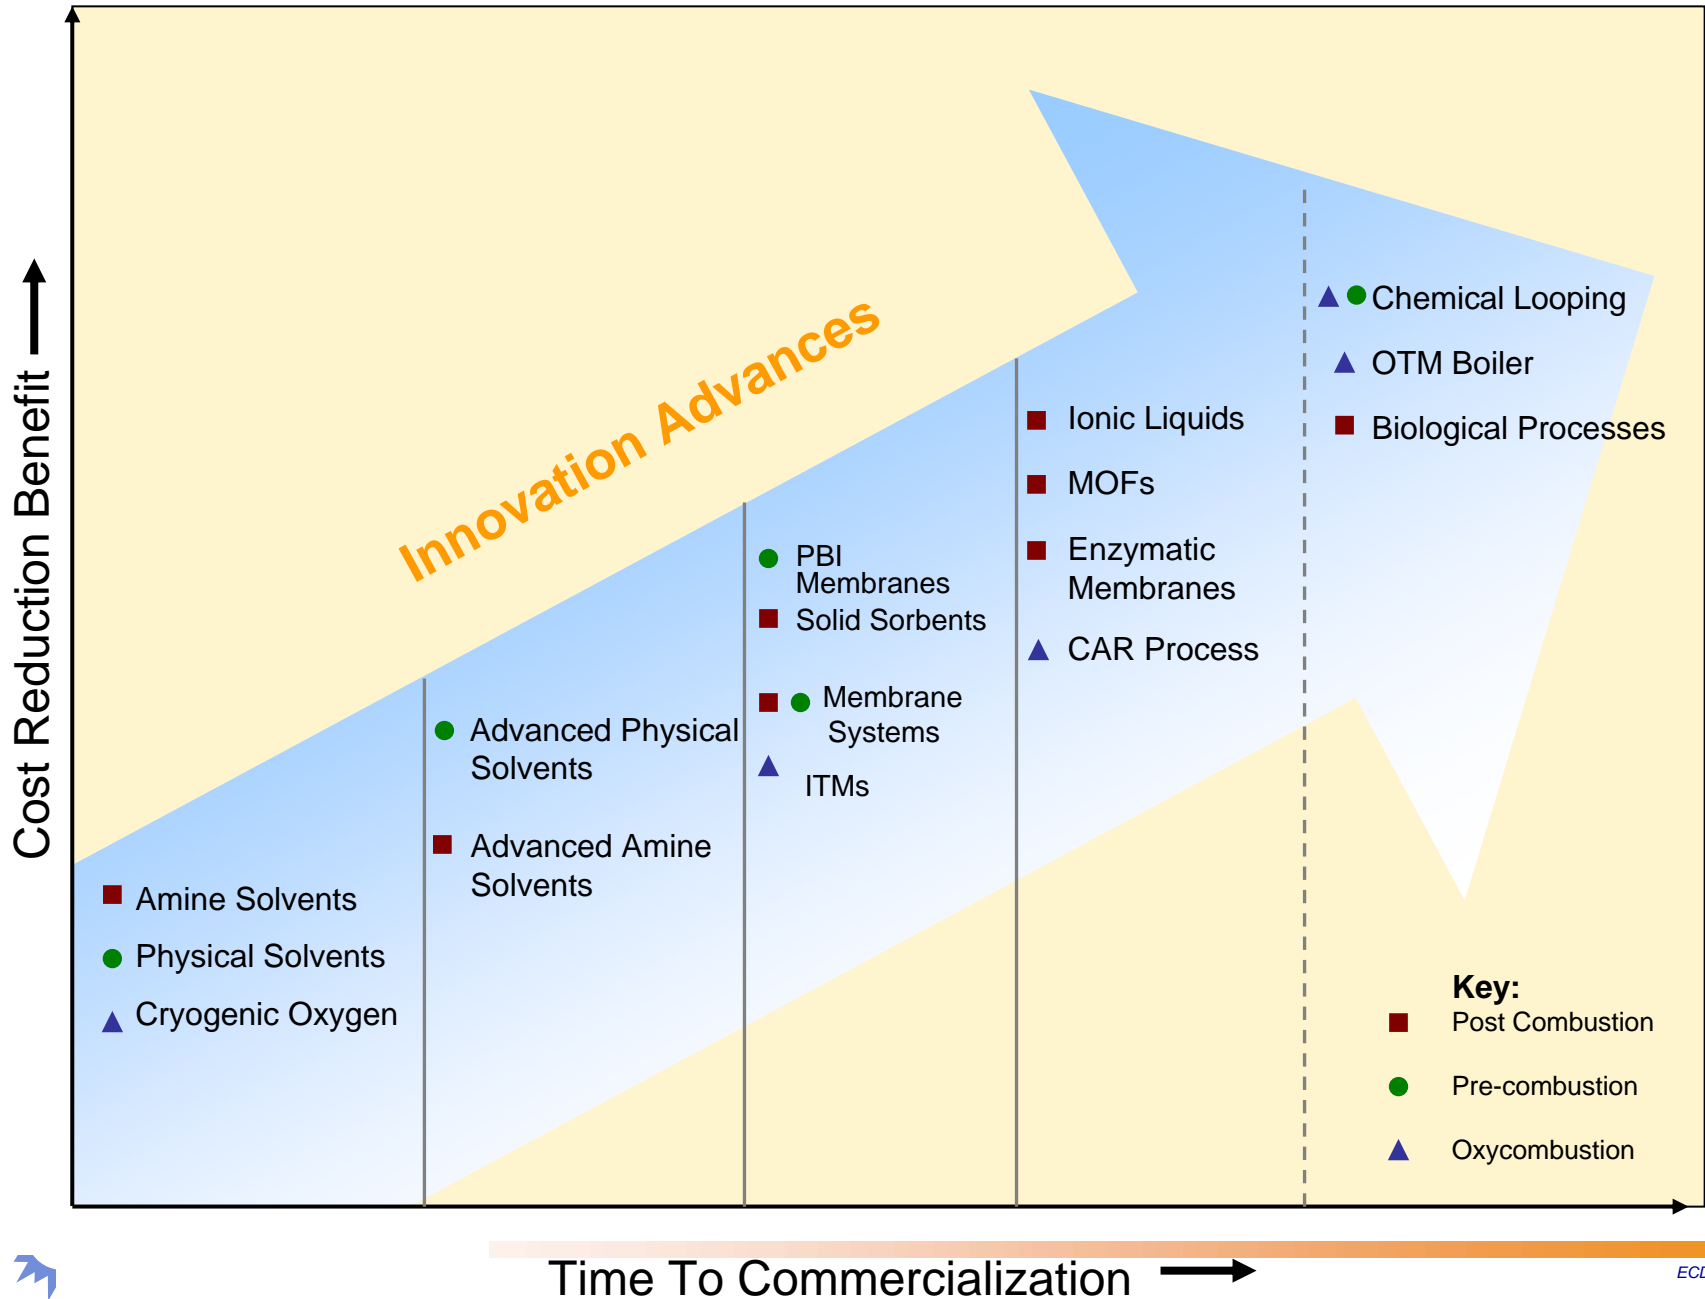 Cost Reduction Benefit
Innovation Advances
Amine Solvents
Physical Solvents
Cryogenic Oxygen
Advanced Physical
Solvents
Advanced Amine
Solvents
PBI
Membranes
Solid Sorbents
Membrane
Systems
ITMs
Ionic Liquids
MOFs
Enzymatic
Membranes
CAR Process
Chemical Looping
OTM Boiler
Biological Processes
Key:
Post Combustion
Pre-combustion
Oxycombustion
Time To Commercialization